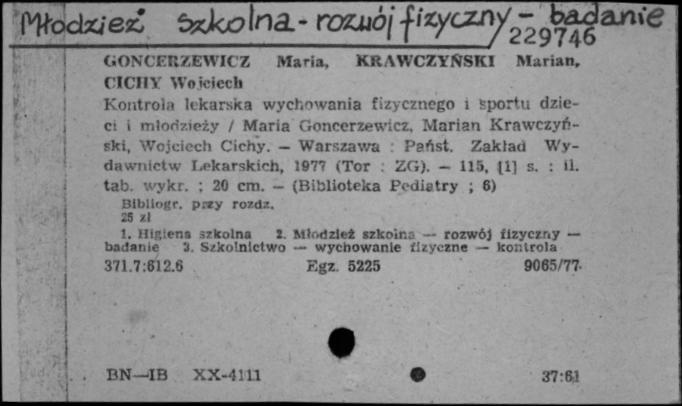 Młodzież szkolna - rozwój fizyczny - badanie
229746
GONCERZEWICZ Maria, KRAWCZYŃSKI Marian,
CICHY Wojciech
Kontrola lekarska wychowania fizycznego i sportu dzie-
ci i młodzieży / Maria Goncerzewicz, Marian Krawczyń-
ski, Wojciech Cichy. — Warszawa : Państ. Zakład Wy-
dawnictw Lekarskich, 1977 (Tor : ZG). — 115, [1] s. : il.
tab. wykr. ; 20 cm. — (Biblioteka Pediatry ; 6)
Bibliogr. przy rozdz.
25 zł
1. Higiena szkolna 2. Młodzież szkolna — rozwój fizyczny —
badanie 3. Szkolnictwo — wychowanie fizyczne — kontrola
371.7:612.6 Egz. 5225 9065/77
BN—IB XX-4111 37:61